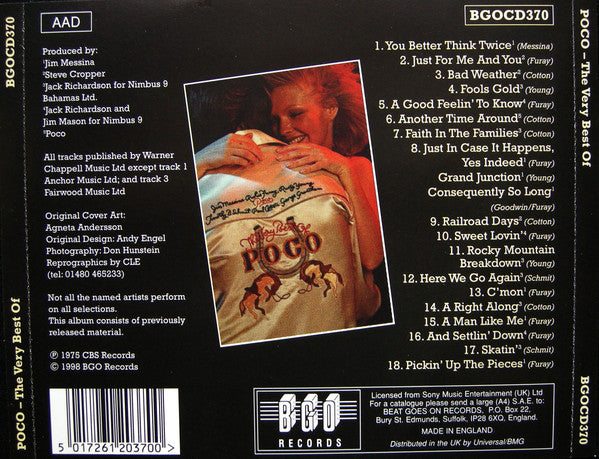 BGOCD370
POCO – The Very Best Of
AAD
BGOCD370
Produced by:
¹Jim Messina
²Steve Cropper
³Jack Richardson for Nimbus 9
Bahamas Ltd.
⁴Jack Richardson and
Jim Mason for Nimbus 9
⁵Poco
All tracks published by Warner
Chappell Music Ltd except track 1
Anchor Music Ltd; and track 3
Fairwood Music Ltd
Original Cover Art:
Agneta Andersson
Original Design: Andy Engel
Photography: Don Hunstein
Reprographics by CLE
(tel: 01480 465233)
Not all the named artists perform
on all selections.
This album consists of previously
released material.
℗ 1975 CBS Records
© 1998 BGO Records
5 017261 203700 >
The Very Best Of
POCO
1. You Better Think Twice¹ (Messina)
2. Just For Me And You² (Furay)
3. Bad Weather² (Cotton)
4. Fools Gold³ (Young)
5. A Good Feelin' To Know⁴ (Furay)
6. Another Time Around⁵ (Cotton)
7. Faith In The Families³ (Cotton)
8. Just In Case It Happens,
Yes Indeed¹ (Furay)
Grand Junction¹ (Young)
Consequently So Long¹
(Goodwin/Furay)
9. Railroad Days² (Cotton)
10. Sweet Lovin'⁴ (Furay)
11. Rocky Mountain
Breakdown³ (Young)
12. Here We Go Again³ (Schmit)
13. C'mon¹ (Furay)
14. A Right Along³ (Cotton)
15. A Man Like Me¹ (Furay)
16. And Settlin' Down⁴ (Furay)
17. Skatin'³ (Schmit)
18. Pickin' Up The Pieces¹ (Furay)
BGO
RECORDS
Licensed from Sony Music Entertainment (UK) Ltd
For a catalogue please send a large (A4) S.A.E. to:
BEAT GOES ON RECORDS, P.O. Box 22,
Bury St. Edmunds, Suffolk, IP28 6XQ, England.
MADE IN ENGLAND
Distributed in the UK by Universal/BMG
POCO – The Very Best Of
BGOCD370